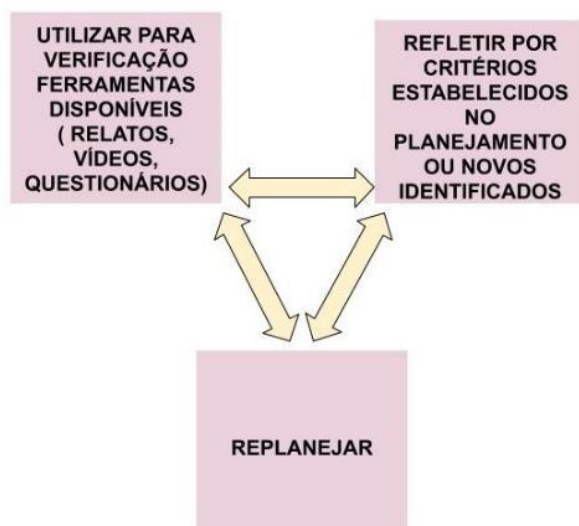 UTILIZAR PARA
VERIFICAÇÃO
FERRAMENTAS
DISPONÍVEIS
( RELATOS,
VÍDEOS,
QUESTIONÁRIOS)
REFLETIR POR
CRITÉRIOS
ESTABELECIDOS
NO
PLANEJAMENTO
OU NOVOS
IDENTIFICADOS
REPLANEJAR